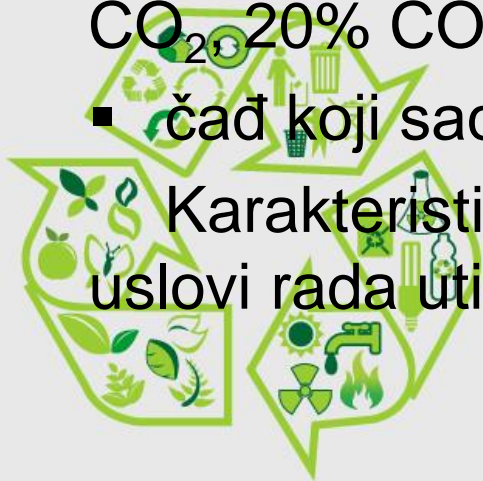 CO₂, 20% CO
▪ čađ koji sad
Karakteristi
uslovi rada uti